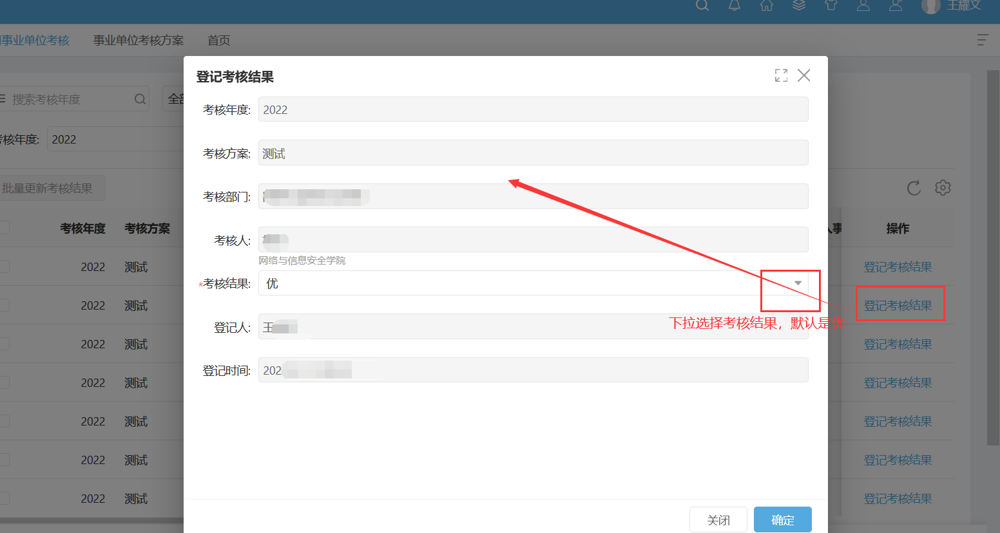 王耀文
事业单位考核
事业单位考核方案
首页
登记考核结果
搜索考核年度
全部
考核年度:
2022
批量更新考核结果
考核年度
考核方案
人事
操作
考核年度:
2022
考核方案:
测试
考核部门:
考核人:
网络与信息安全学院
*考核结果:
优
下拉选择考核结果，默认是优
登记人:
王
登记时间:
202
2022
测试
登记考核结果
2022
测试
登记考核结果
2022
测试
登记考核结果
2022
测试
登记考核结果
2022
测试
登记考核结果
2022
测试
登记考核结果
2022
测试
登记考核结果
关闭
确定